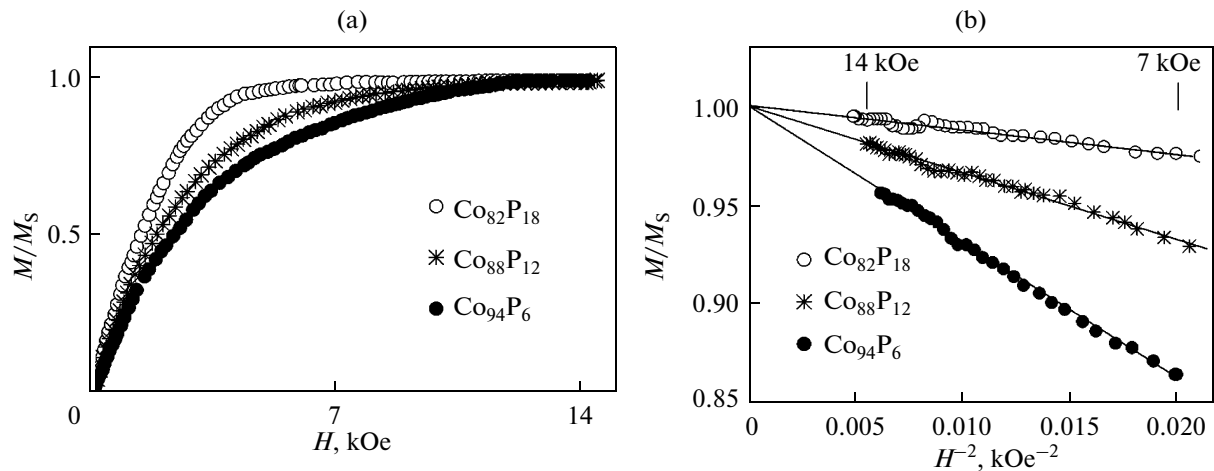 (a)
1.0
0.5
0
7
14
M/M_S
H, kOe
Co₈₂P₁₈
Co₈₈P₁₂
Co₉₄P₆
(b)
14 kOe
7 kOe
1.00
0.95
0.90
0.85
0
0.005
0.010
0.015
0.020
M/M_S
H⁻², kOe⁻²
Co₈₂P₁₈
Co₈₈P₁₂
Co₉₄P₆